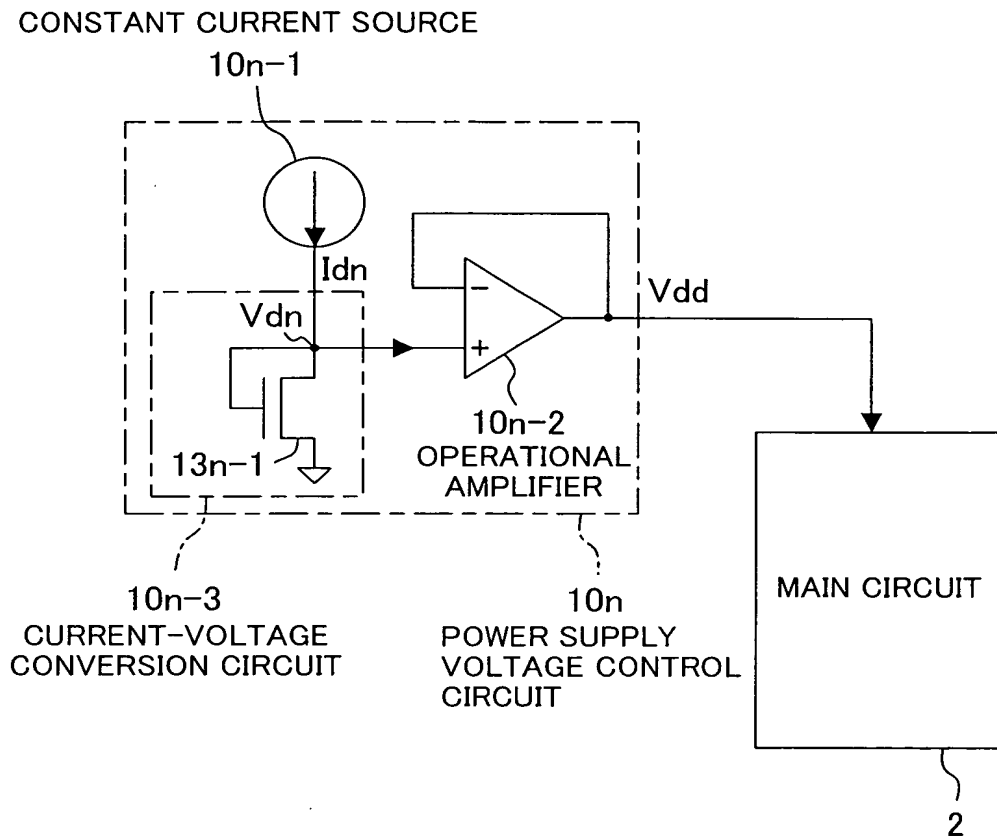 CONSTANT CURRENT SOURCE
10n-1
Idn
Vdn
-
+
Vdd
13n-1
10n-2
OPERATIONAL
AMPLIFIER
10n-3
CURRENT-VOLTAGE
CONVERSION CIRCUIT
10n
POWER SUPPLY
VOLTAGE CONTROL
CIRCUIT
MAIN CIRCUIT
2